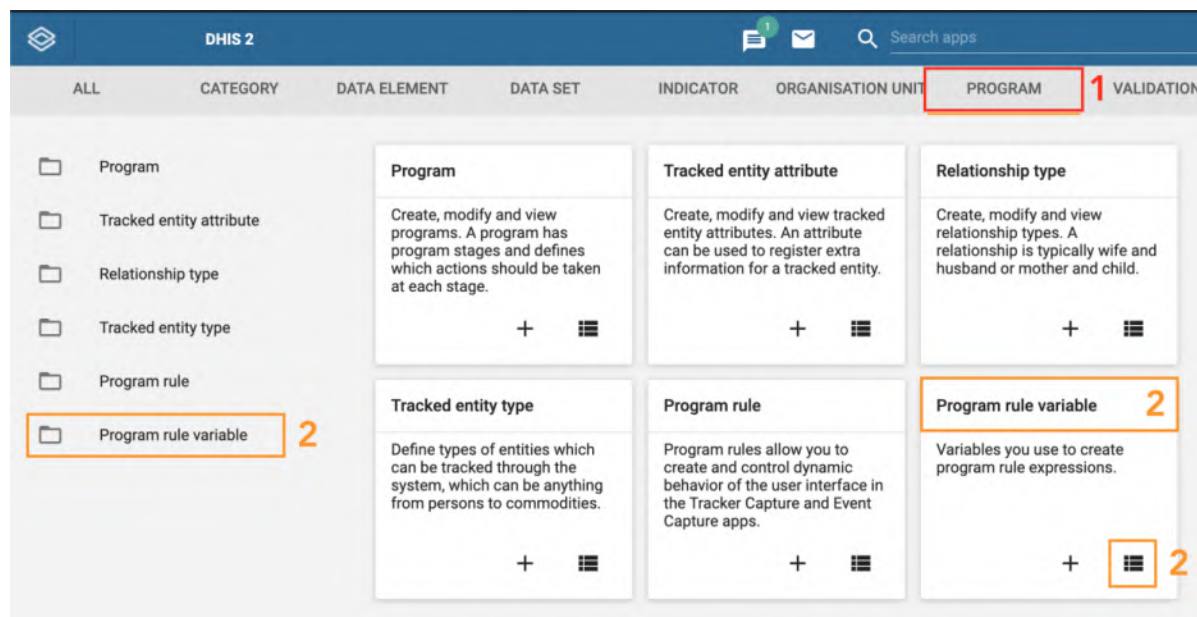 DHIS 2
1
Search apps
ALL CATEGORY DATA ELEMENT DATA SET INDICATOR ORGANISATION UNIT PROGRAM 1 VALIDATION
Program
Tracked entity attribute
Relationship type
Tracked entity type
Program rule
Program rule variable 2
Program
Create, modify and view
programs. A program has
program stages and defines
which actions should be taken
at each stage.
Tracked entity attribute
Create, modify and view tracked
entity attributes. An attribute
can be used to register extra
information for a tracked entity.
Relationship type
Create, modify and view
relationship types. A
relationship is typically wife and
husband or mother and child.
Tracked entity type
Define types of entities which
can be tracked through the
system, which can be anything
from persons to commodities.
Program rule
Program rules allow you to
create and control dynamic
behavior of the user interface in
the Tracker Capture and Event
Capture apps.
Program rule variable 2
Variables you use to create
program rule expressions.
2